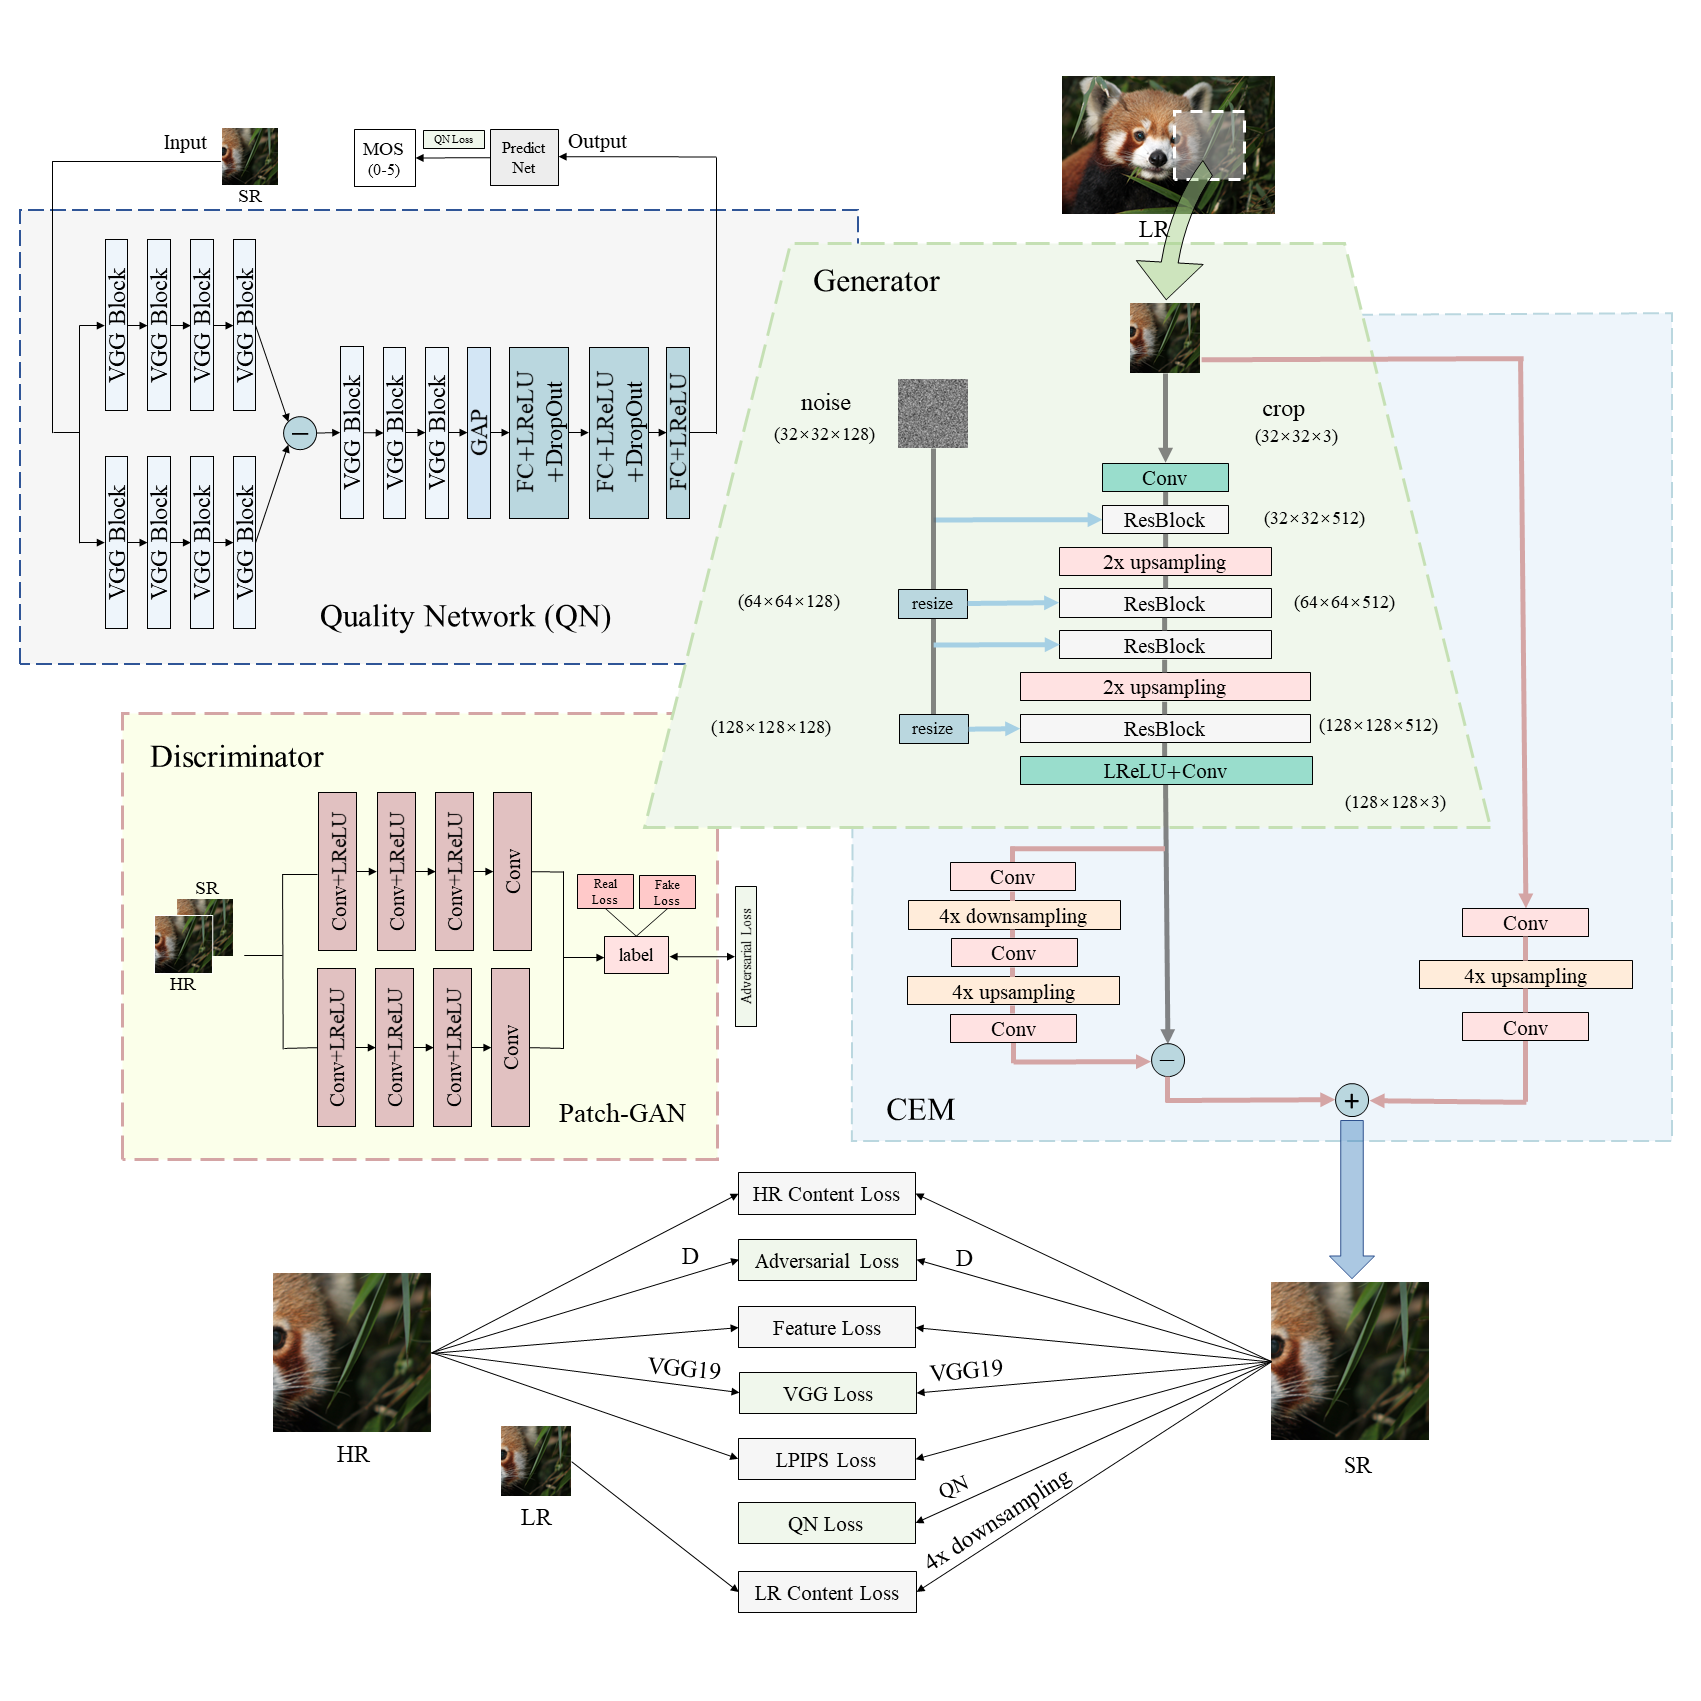 Input
SR
MOS
(0-5)
QN Loss
Predict
Net
Output
VGG Block
VGG Block
VGG Block
VGG Block
VGG Block
VGG Block
VGG Block
VGG Block
VGG Block
VGG Block
VGG Block
GAP
FC+LReLU
+DropOut
FC+LReLU
+DropOut
FC+LReLU
Quality Network (QN)
LR
Generator
noise
(32×32×128)
crop
(32×32×3)
Conv
ResBlock
(32×32×512)
2x upsampling
(64×64×128)
resize
ResBlock
(64×64×512)
ResBlock
2x upsampling
(128×128×128)
resize
ResBlock
(128×128×512)
LReLU+Conv
(128×128×3)
Discriminator
SR
HR
Conv+LReLU
Conv+LReLU
Conv+LReLU
Conv
Conv+LReLU
Conv+LReLU
Conv+LReLU
Conv
Real
Loss
Fake
Loss
label
Adversarial Loss
Patch-GAN
Conv
4x downsampling
Conv
4x upsampling
Conv
−
Conv
4x upsampling
Conv
+
−
CEM
HR Content Loss
D
Adversarial Loss
D
Feature Loss
VGG19
VGG Loss
VGG19
LPIPS Loss
QN
QN Loss
4x downsampling
LR Content Loss
HR
LR
SR